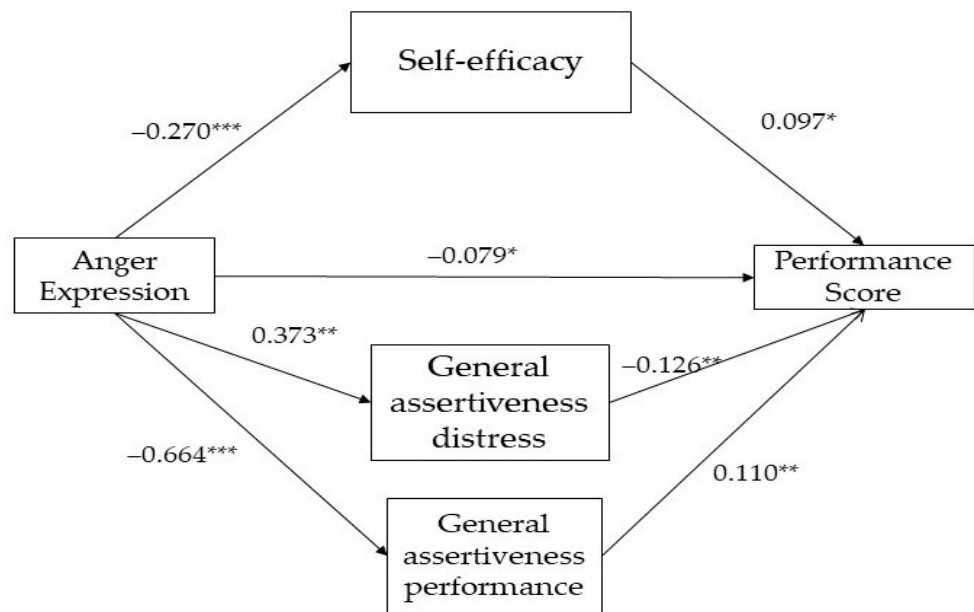 Self-efficacy
–0.270***
0.097*
Anger
Expression
–0.079*
Performance
Score
0.373**
General
assertiveness
distress
–0.126**
–0.664***
0.110**
General
assertiveness
performance